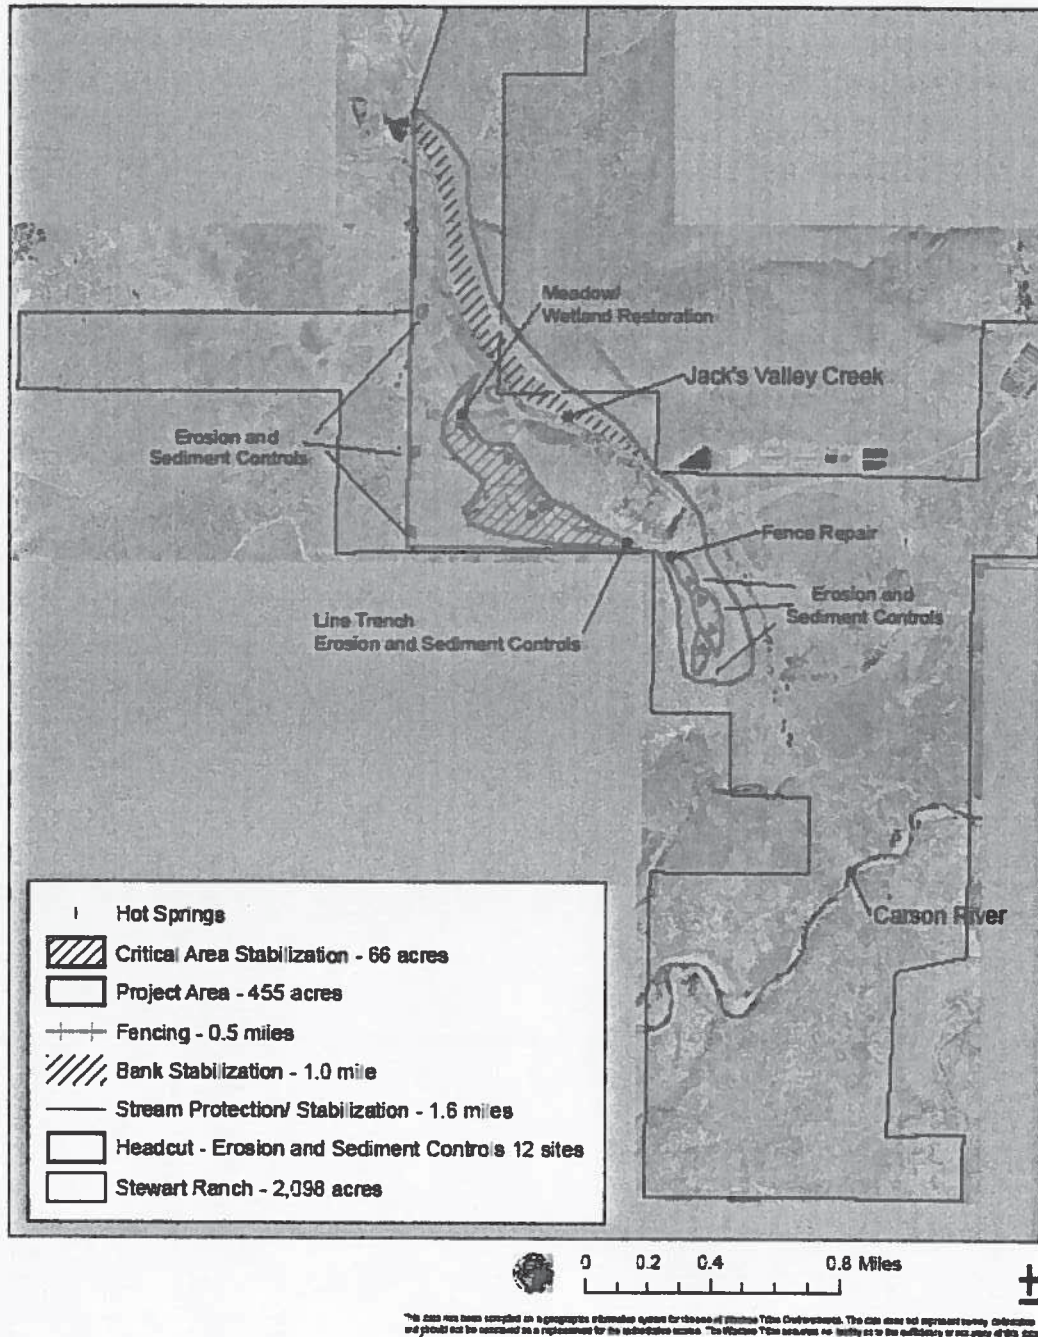 Meadow/
Wetland Restoration
Jack's Valley Creek
Erosion and
Sediment Controls
Fence Repair
Erosion and
Sediment Controls
Line Trench
Erosion and Sediment Controls
Carson River
Hot Springs
Critical Area Stabilization - 66 acres
Project Area - 455 acres
Fencing - 0.5 miles
Bank Stabilization - 1.0 mile
Stream Protection/ Stabilization - 1.6 miles
Headcut - Erosion and Sediment Controls 12 sites
Stewart Ranch - 2,098 acres
0 0.2 0.4 0.8 Miles